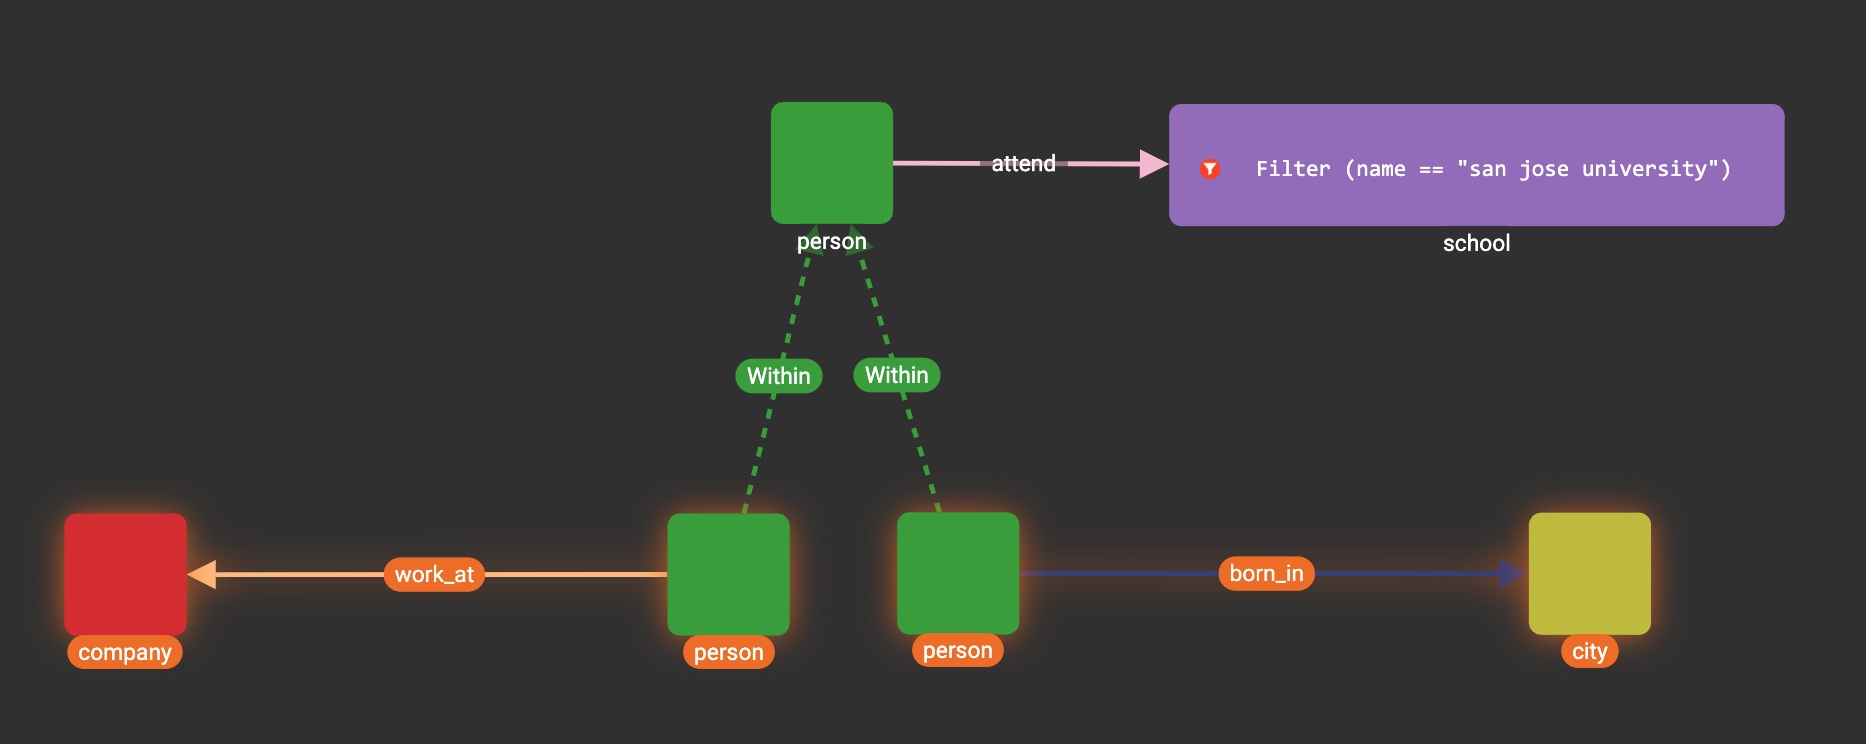 attend
Filter (name == "san jose university")
person
school
Within
Within
work_at
born_in
company
person
person
city